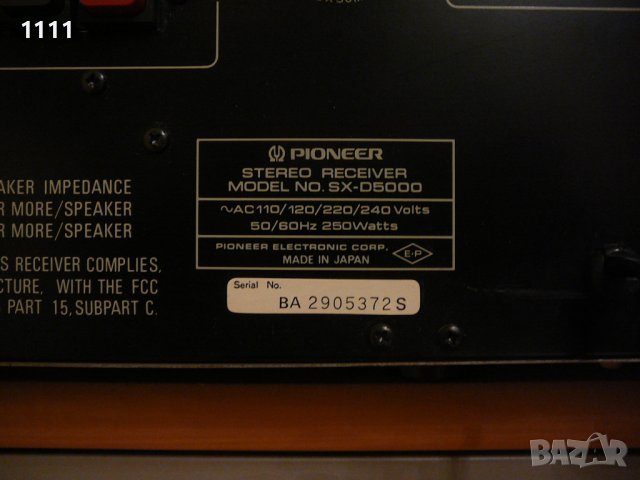 1111
PIONEER
STEREO RECEIVER
MODEL NO. SX-D5000
~AC110/120/220/240 Volts
50/60Hz 250Watts
PIONEER ELECTRONIC CORP.
MADE IN JAPAN
E·P
Serial No.
BA 2905372 S
AKER IMPEDANCE
R MORE/SPEAKER
R MORE/SPEAKER
S RECEIVER COMPLIES,
CTURE, WITH THE FCC
PART 15, SUBPART C.
BAZAR